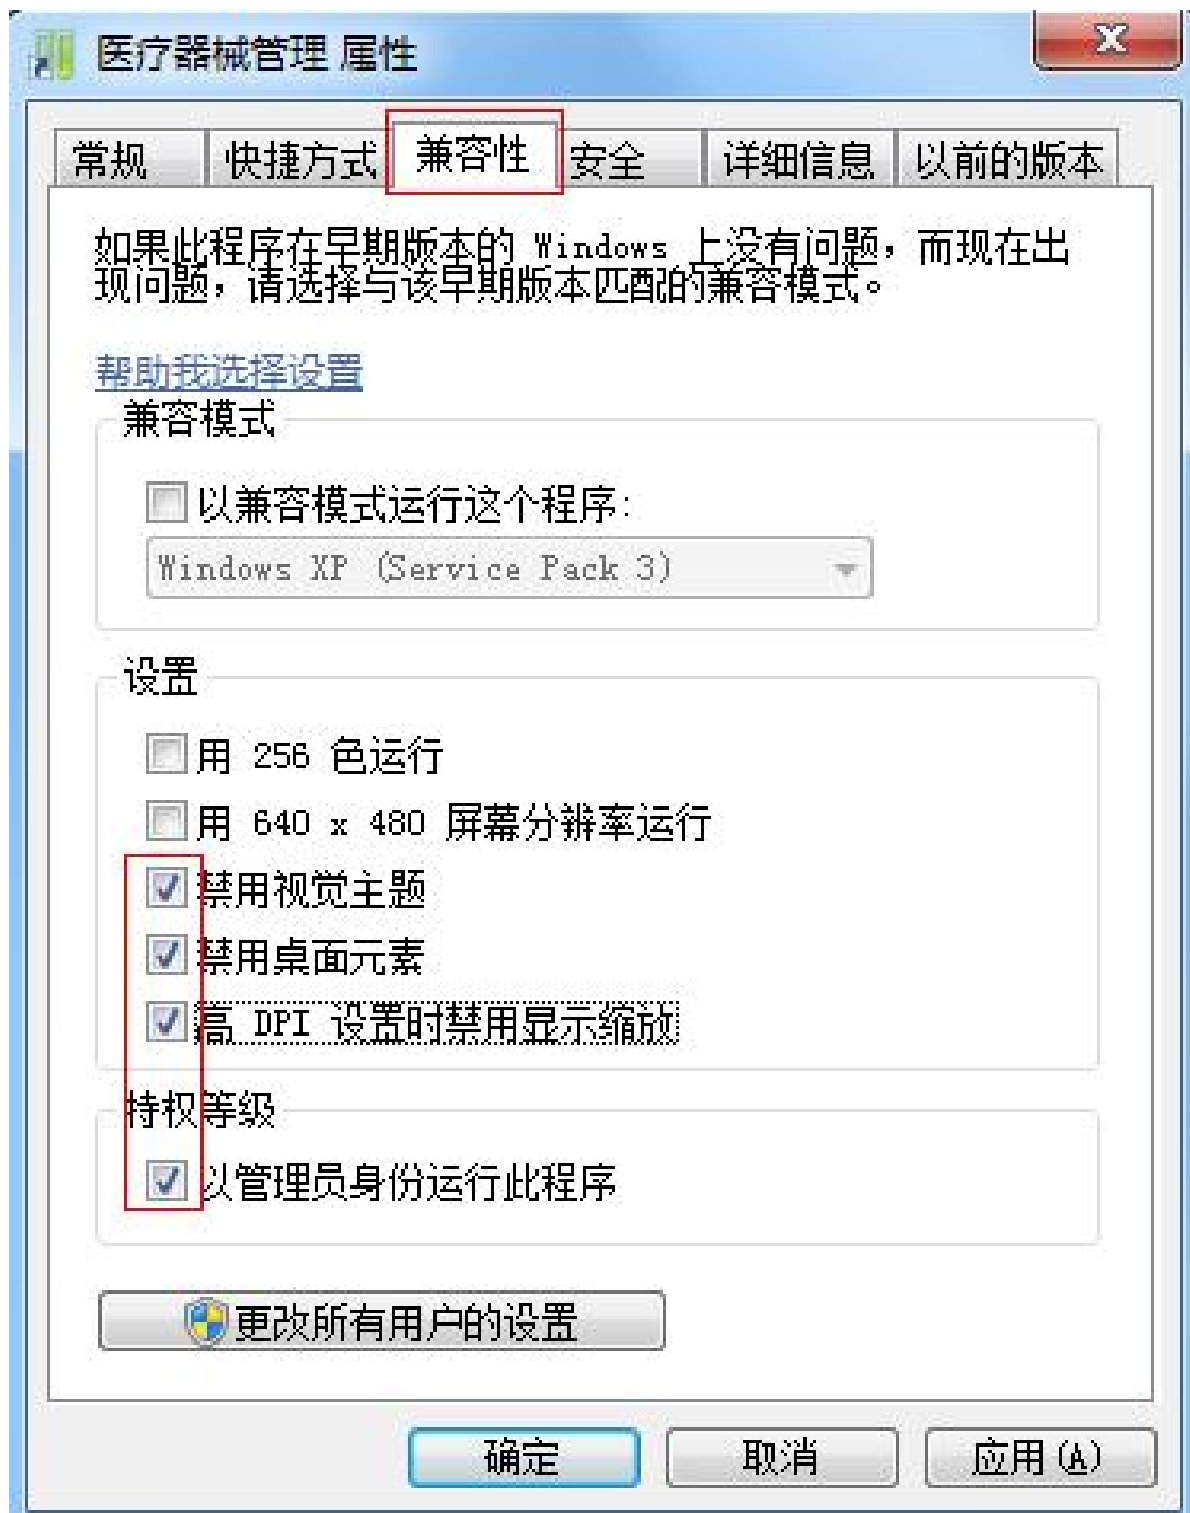 医疗器械管理 属性
常规 快捷方式 兼容性 安全 详细信息 以前的版本
如果此程序在早期版本的 Windows 上没有问题，而现在出
现问题，请选择与该早期版本匹配的兼容模式。
帮助我选择设置
兼容模式
以兼容模式运行这个程序:
Windows XP (Service Pack 3)
设置
用 256 色运行
用 640 x 480 屏幕分辨率运行
禁用视觉主题
禁用桌面元素
高 DPI 设置时禁用显示缩放
特权等级
以管理员身份运行此程序
更改所有用户的设置
确定 取消 应用(A)